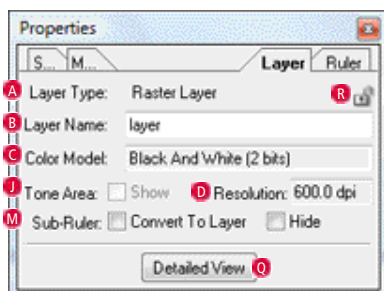 Properties
S... M... Layer Ruler
A Layer Type: Raster Layer R
B Layer Name: layer
C Color Model: Black And White (2 bits)
J Tone Area: Show D Resolution: 600.0 dpi
M Sub-Ruler: Convert To Layer Hide
Detailed View Q